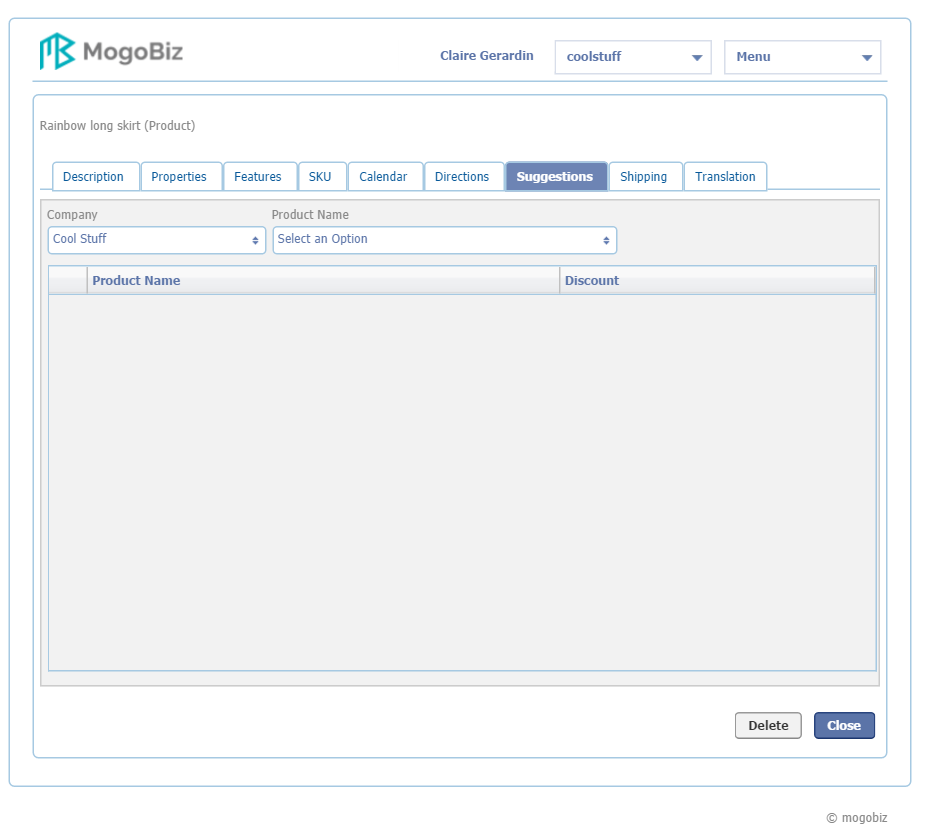 MogoBiz
Claire Gerardin coolstuff Menu
Rainbow long skirt (Product)
Description Properties Features SKU Calendar Directions Suggestions Shipping Translation
Company Product Name
Cool Stuff Select an Option
Product Name Discount
Delete Close
© mogobiz